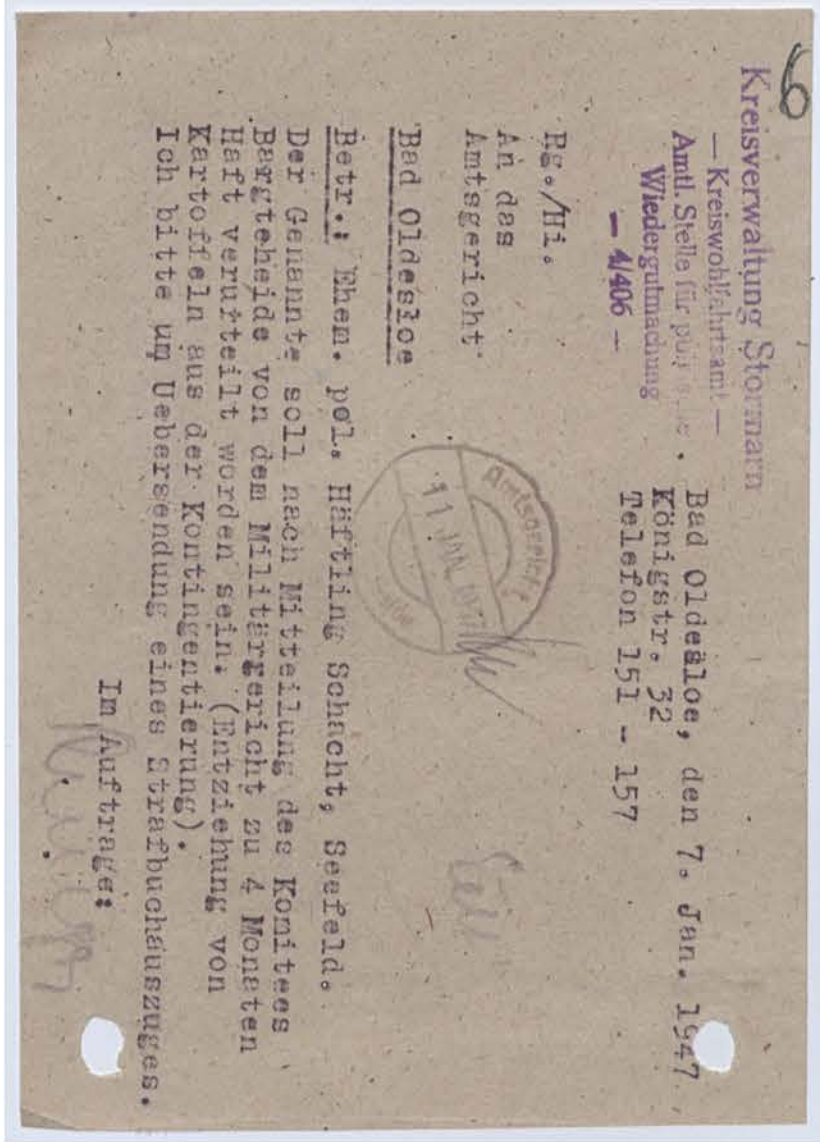 6
Kreisverwaltung Stormarn
— Kreiswohlfahrtsamt —
Amtl. Stelle für
Wiedergutmachung
— 4/406 —
Bad Oldesloe, den 7. Jan. 1947
Königstr. 32
Telefon 151 - 157
Rg./Hi.
An das
Amtsgericht
Bad Oldesloe
Amtsgericht
11 JAN. 1947
Betr.: Ehem. pol. Häftling Schacht, Seefeld.
Der Genannte soll nach Mitteilung des Komitees
Bargteheide von dem Militärgericht zu 4 Monaten
Haft verurteilt worden sein. (Entziehung von
Kartoffeln aus der Kontingentierung).
Ich bitte um Uebersendung eines Strafbuchauszuges.
Im Auftrage: